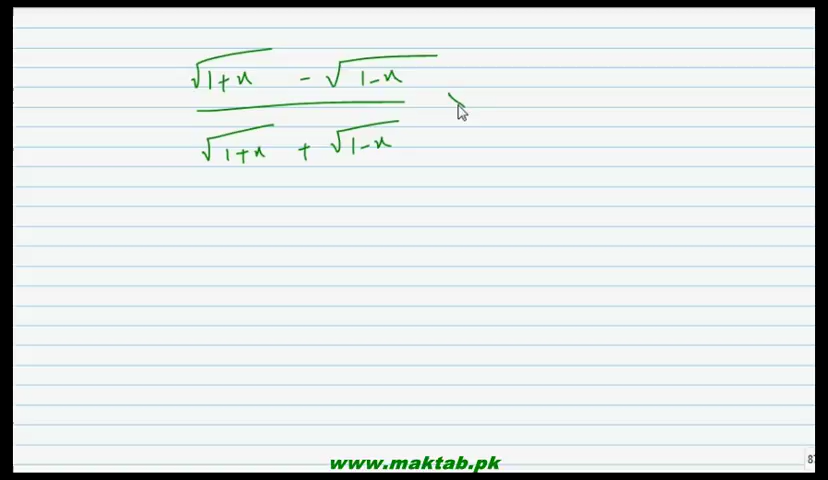 √1+x - √1-x
√1+x + √1-x
www.maktab.pk